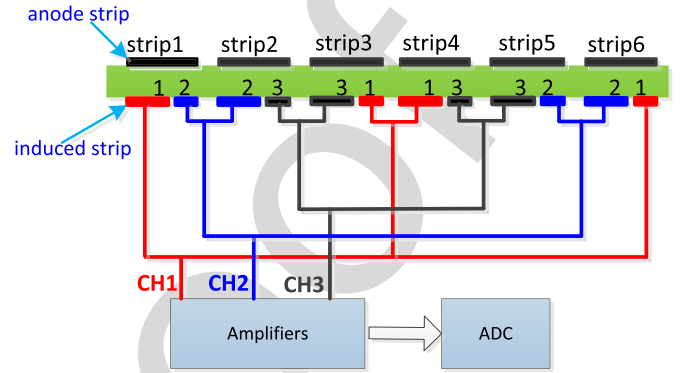 anode strip
strip1 strip2 strip3 strip4 strip5 strip6
1 2 2 3 3 1 1 3 3 2 2 1
induced strip
CH1 CH2 CH3
Amplifiers ADC